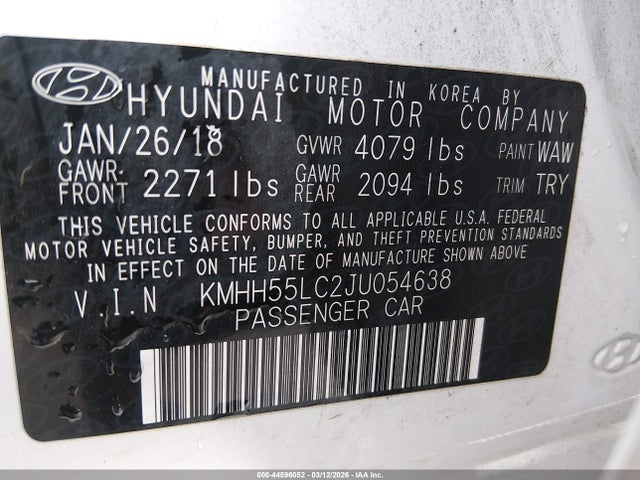 MANUFACTURED IN KOREA BY
HYUNDAI MOTOR COMPANY
JAN/26/18 GVWR 4079 lbs PAINT WAW
GAWR FRONT 2271 lbs GAWR REAR 2094 lbs TRIM TRY
THIS VEHICLE CONFORMS TO ALL APPLICABLE U.S.A. FEDERAL
MOTOR VEHICLE SAFETY, BUMPER, AND THEFT PREVENTION STANDARDS
IN EFFECT ON THE DATE OF MANUFACTURE SHOWN ABOVE
V.I.N KMHH55LC2JU054638
PASSENGER CAR
000-44596052 - 03/12/2026 - IAAI.COM